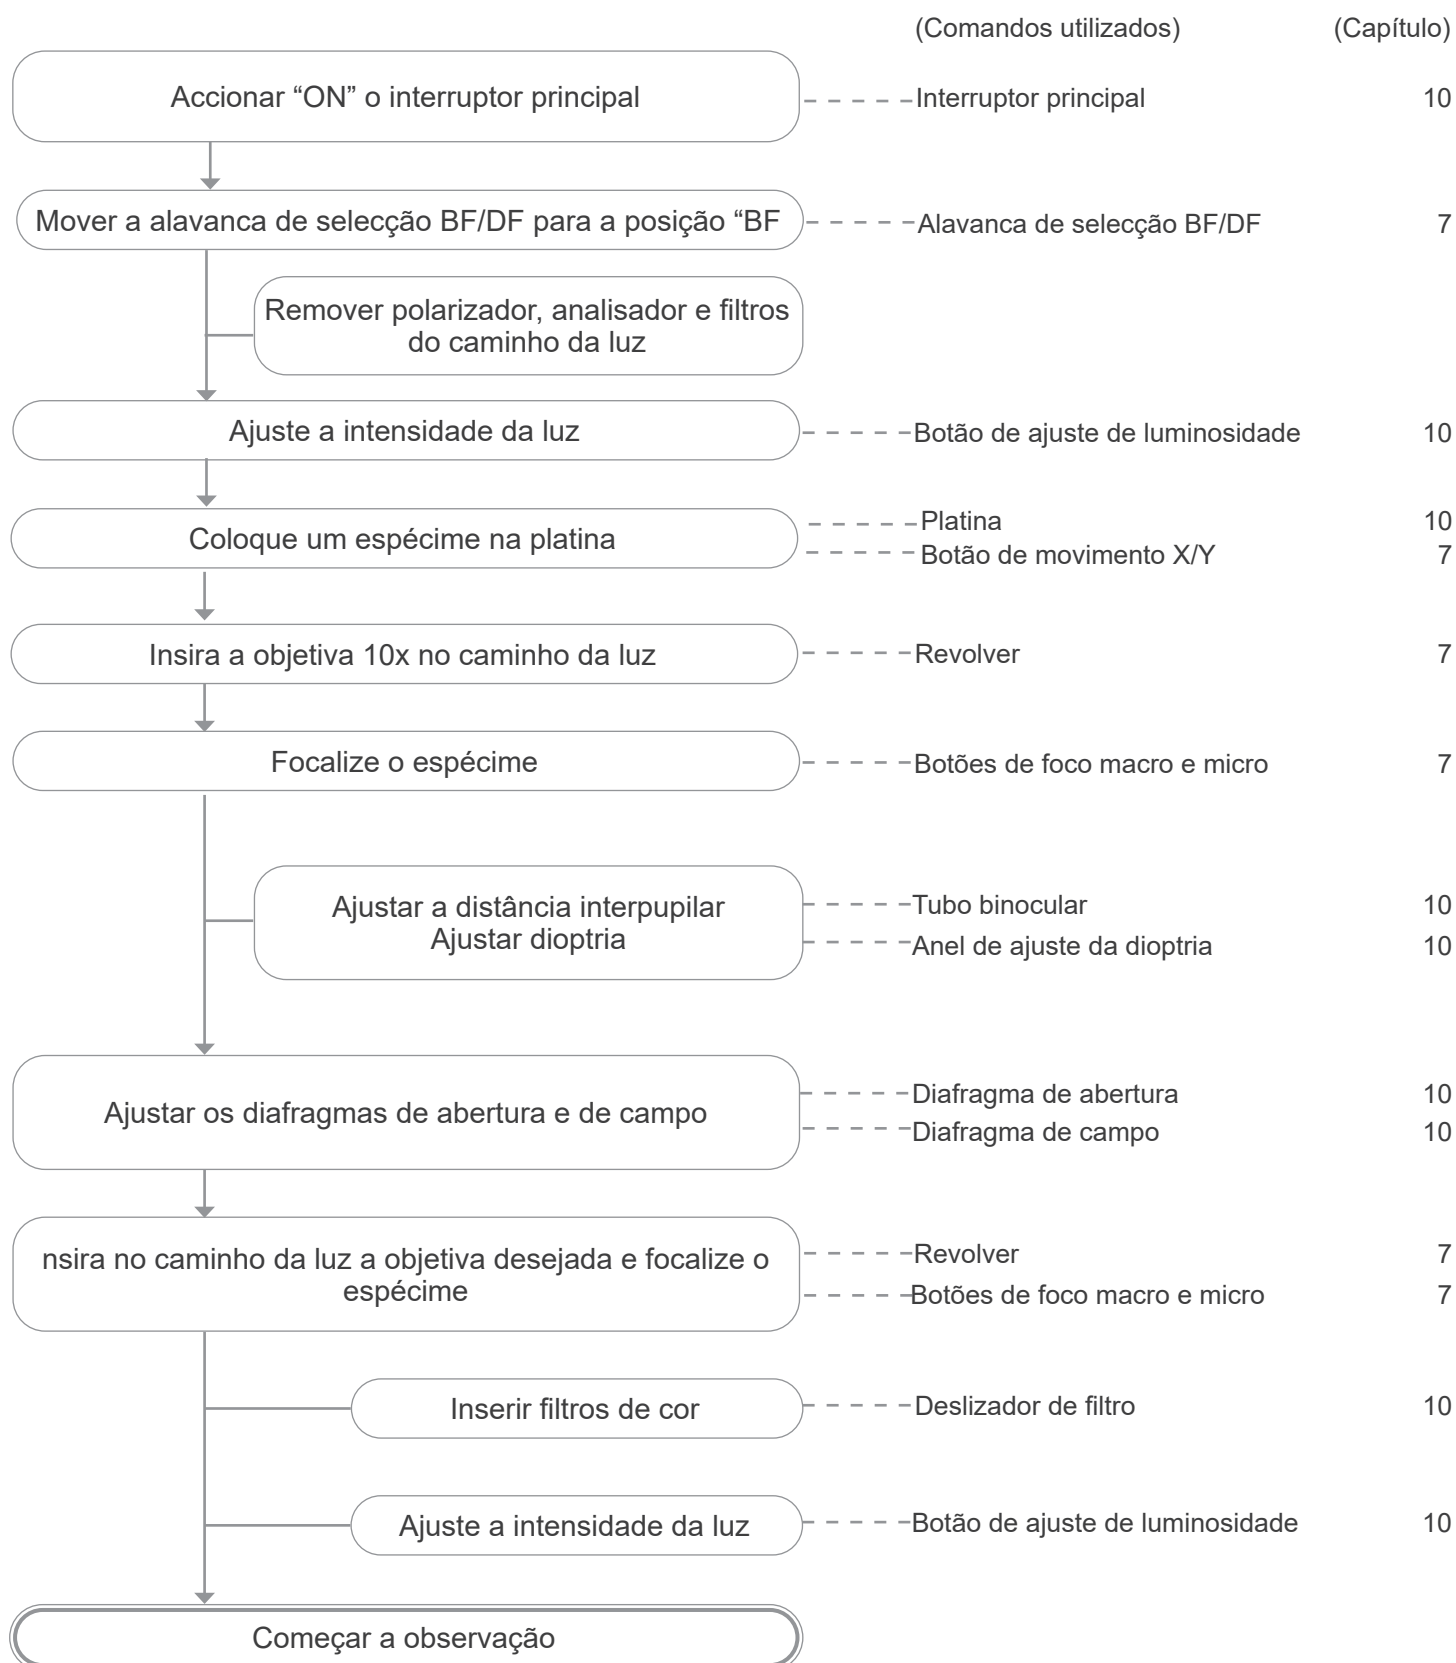 (Comandos utilizados) (Capítulo)
Accionar “ON” o interruptor principal Interruptor principal 10
Mover a alavanca de selecção BF/DF para a posição “BF Alavanca de selecção BF/DF 7
Remover polarizador, analisador e filtros
do caminho da luz
Ajuste a intensidade da luz Botão de ajuste de luminosidade 10
Coloque um espécime na platina Platina 10
Botão de movimento X/Y 7
Insira a objetiva 10x no caminho da luz Revolver 7
Focalize o espécime Botões de foco macro e micro 7
Ajustar a distância interpupilar Tubo binocular 10
Ajustar dioptria Anel de ajuste da dioptria 10
Ajustar os diafragmas de abertura e de campo Diafragma de abertura 10
Diafragma de campo 10
nsira no caminho da luz a objetiva desejada e focalize o Revolver 7
espécime Botões de foco macro e micro 7
Inserir filtros de cor Deslizador de filtro 10
Ajuste a intensidade da luz Botão de ajuste de luminosidade 10
Começar a observação